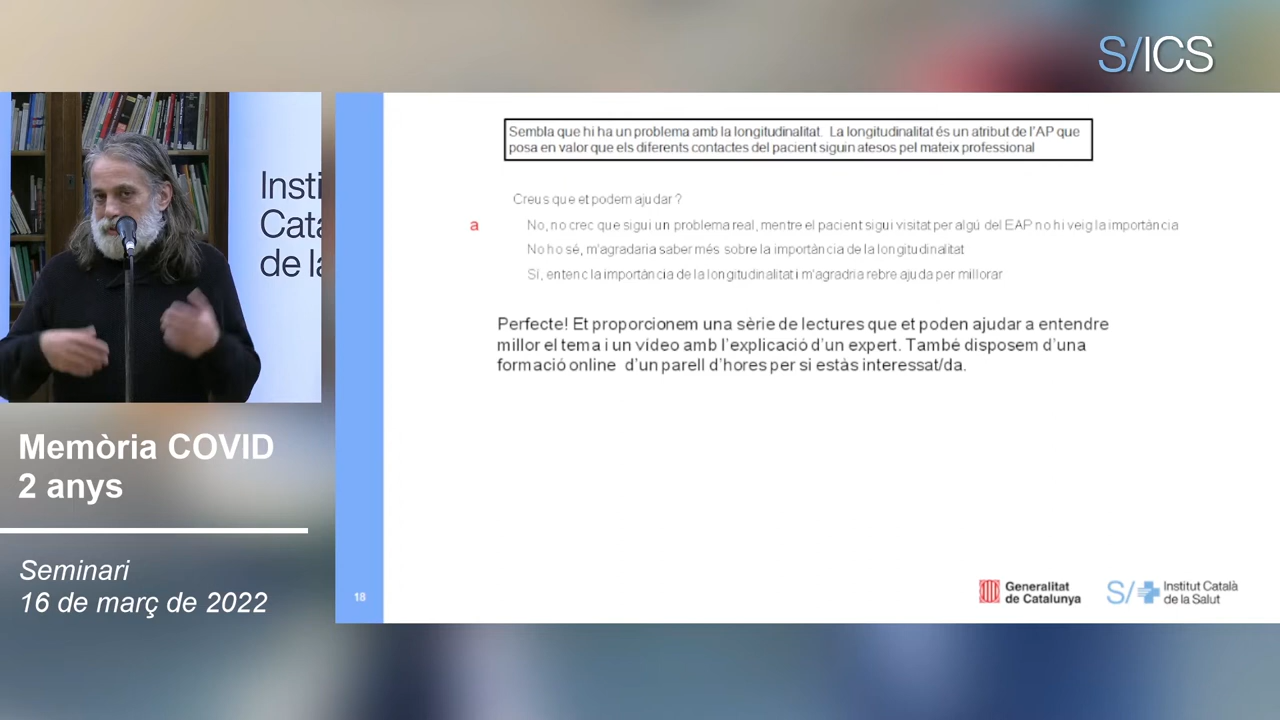 S/ICS
Insti
Cata
de la
Memòria COVID
2 anys
Seminari
16 de març de 2022
Sembla que hi ha un problema amb la longitudinalitat. La longitudinalitat és un atribut de l'AP que
posa en valor que els diferents contactes del pacient siguin atesos pel mateix professional
Creus que et podem ajudar ?
a
No, no crec que sigui un problema real, mentre el pacient sigui visitat per algú del EAP no hi veig la importància
No ho sé, m'agradaria saber més sobre la importància de la longitudinalitat
Sí, entenc la importància de la longitudinalitat i m'agradria rebre ajuda per millorar
Perfecte! Et proporcionem una sèrie de lectures que et poden ajudar a entendre
millor el tema i un vídeo amb l'explicació d'un expert. També disposem d'una
formació online d'un parell d'hores per si estàs interessat/da.
18
Generalitat
de Catalunya
S/
Institut Català
de la Salut